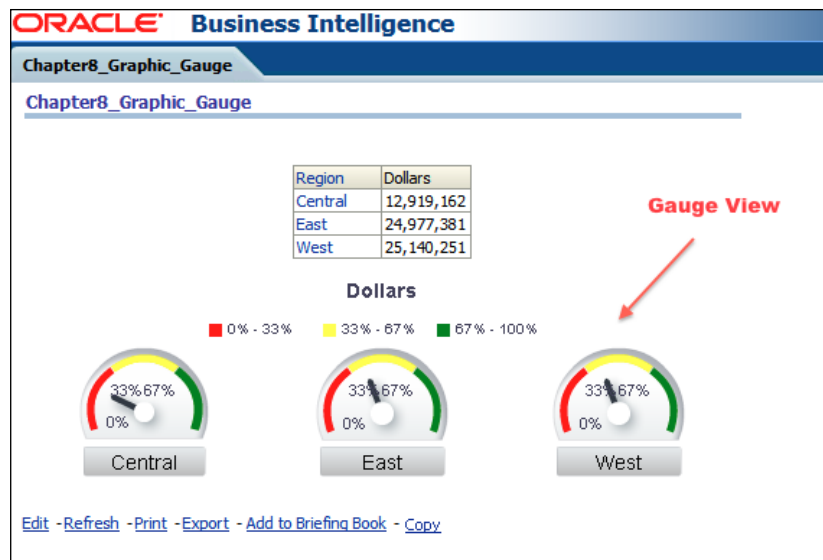 ORACLE Business Intelligence
Chapter8_Graphic_Gauge
Chapter8_Graphic_Gauge
Region Dollars
Central 12,919,162
East 24,977,381
West 25,140,251
Gauge View
Dollars
0% - 33% 33% - 67% 67% - 100%
33% 67% 33% 67% 33% 67%
0% 0% 0%
Central East West
Edit - Refresh - Print - Export - Add to Briefing Book - Copy